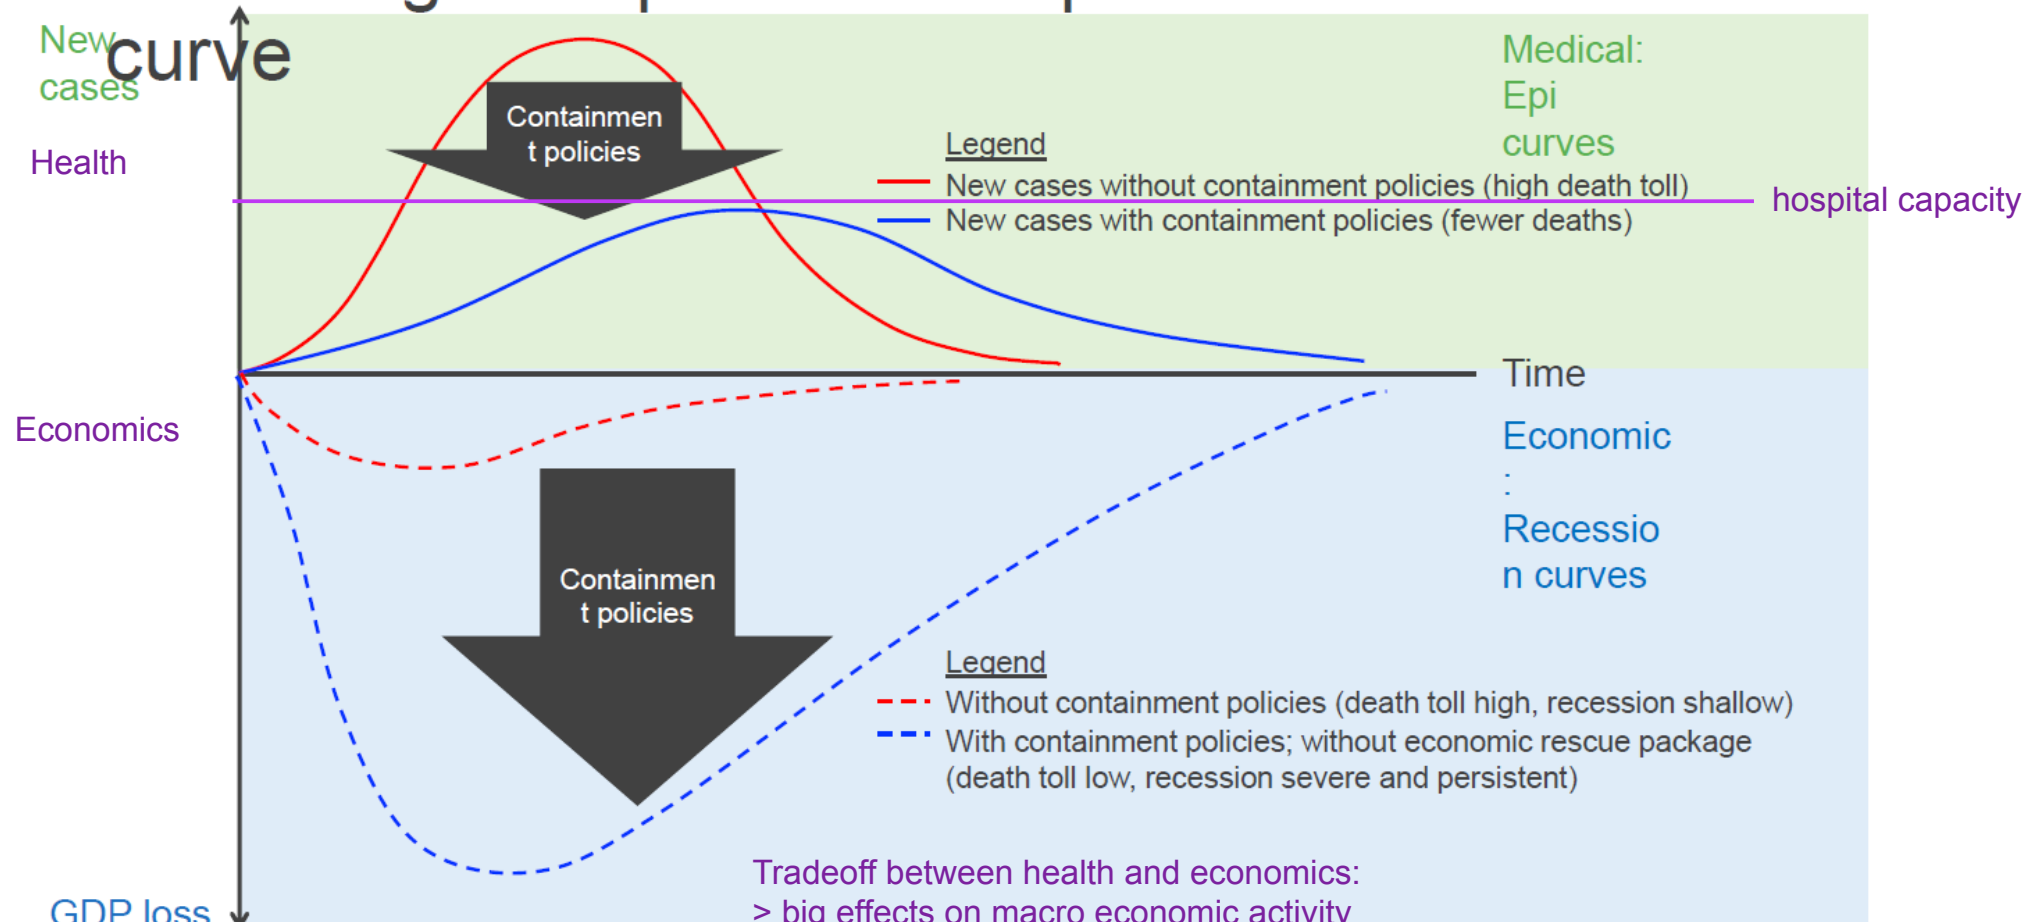 curve
New
cases
Health
Medical:
Epi
curves
Containmen
t policies
Legend
New cases without containment policies (high death toll)
New cases with containment policies (fewer deaths)
hospital capacity
Time
Economics
Economic
:
Recessio
n curves
Containmen
t policies
Legend
Without containment policies (death toll high, recession shallow)
With containment policies; without economic rescue package
(death toll low, recession severe and persistent)
Tradeoff between health and economics:
> big effects on macro economic activity
GDP loss